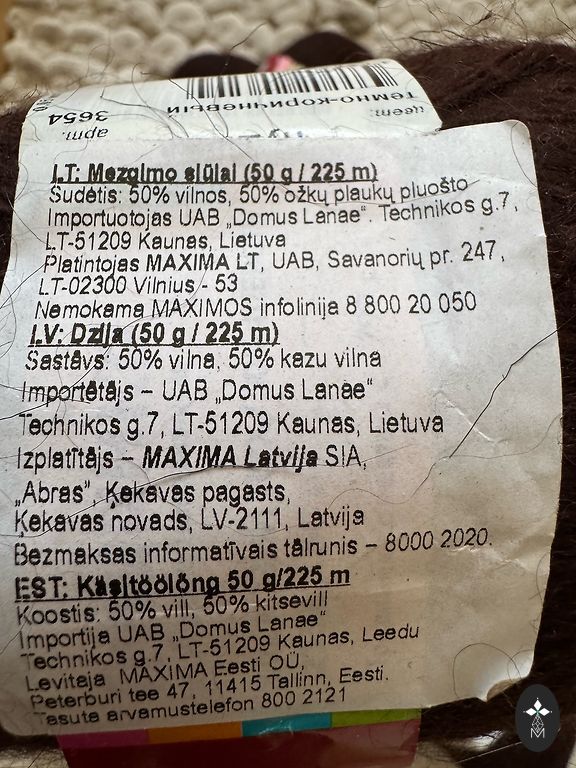 арт. 3654
цвет:
темно-коричневый
LT: Mezgimo siūlai (50 g / 225 m)
Sudėtis: 50% vilnos, 50% ožkų plaukų pluošto
Importuotojas UAB „Domus Lanae“. Technikos g.7,
LT-51209 Kaunas, Lietuva
Platintojas MAXIMA LT, UAB, Savanorių pr. 247,
LT-02300 Vilnius - 53
Nemokama MAXIMOS infolinija 8 800 20 050
LV: Dzija (50 g / 225 m)
Sastāvs: 50% vilna, 50% kazu vilna
Importētājs – UAB „Domus Lanae“
Technikos g.7, LT-51209 Kaunas, Lietuva
Izplatītājs – MAXIMA Latvija SIA,
„Abras”, Ķekavas pagasts,
Ķekavas novads, LV-2111, Latvija
Bezmaksas informatīvais tālrunis – 8000 2020.
EST: Käsitöölõng 50 g/225 m
Koostis: 50% vill, 50% kitsevill
Importija UAB „Domus Lanae“
Technikos g.7, LT-51209 Kaunas, Leedu
Levitaja MAXIMA Eesti OÜ,
Peterburi tee 47, 11415 Tallinn, Eesti.
Tasuta arvamustelefon 800 2121
M